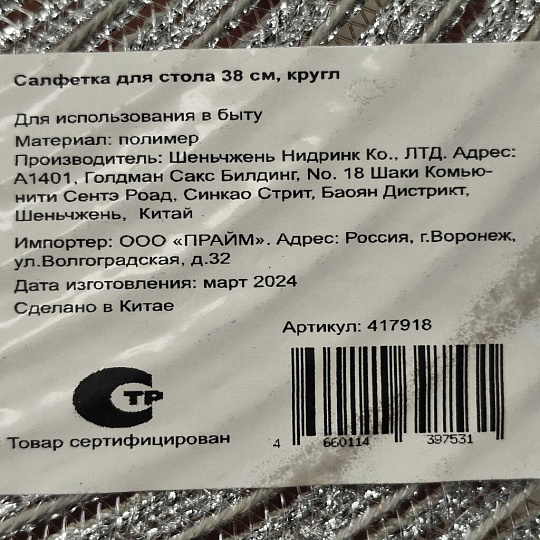 Салфетка для стола 38 см, кругл
Для использования в быту
Материал: полимер
Производитель: Шеньчжень Нидринк Ко., ЛТД. Адрес:
А1401, Голдман Сакс Билдинг, No. 18 Шаки Комью-
нити Сентэ Роад, Синкао Стрит, Баоян Дистрикт,
Шеньчжень, Китай
Импортер: ООО «ПРАЙМ». Адрес: Россия, г.Воронеж,
ул.Волгоградская, д.32
Дата изготовления: март 2024
Сделано в Китае
Артикул: 417918
СТР
Товар сертифицирован
4 660114 397531